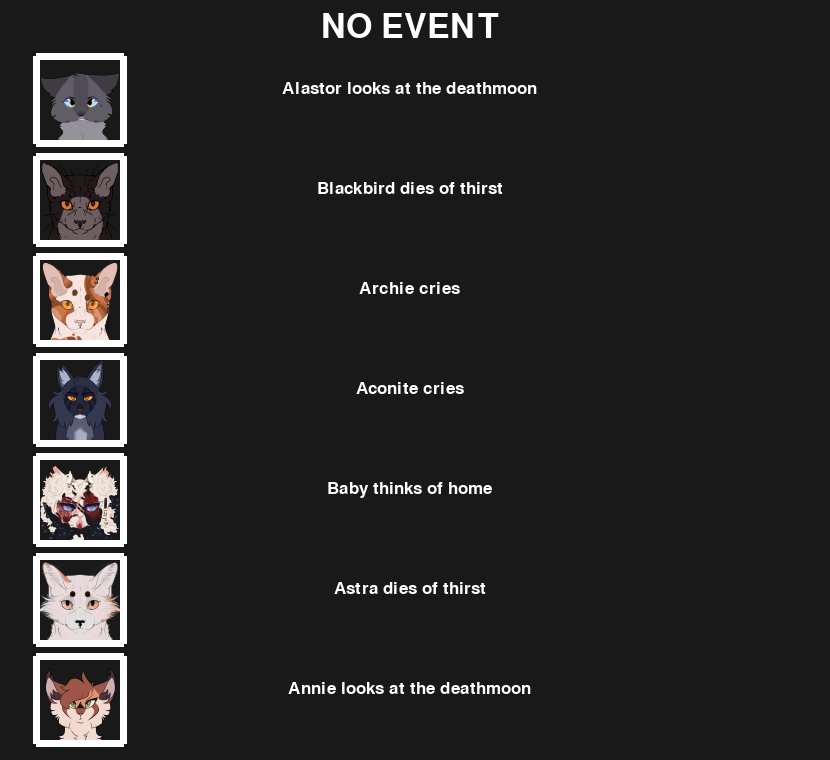 NO EVENT
Alastor looks at the deathmoon
Blackbird dies of thirst
Archie cries
Aconite cries
Baby thinks of home
Astra dies of thirst
Annie looks at the deathmoon